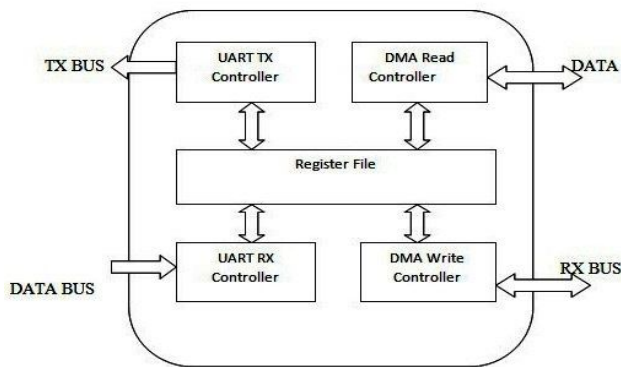 TX BUS
UART TX
Controller
DMA Read
Controller
DATA
Register File
UART RX
Controller
DMA Write
Controller
DATA BUS
RX BUS